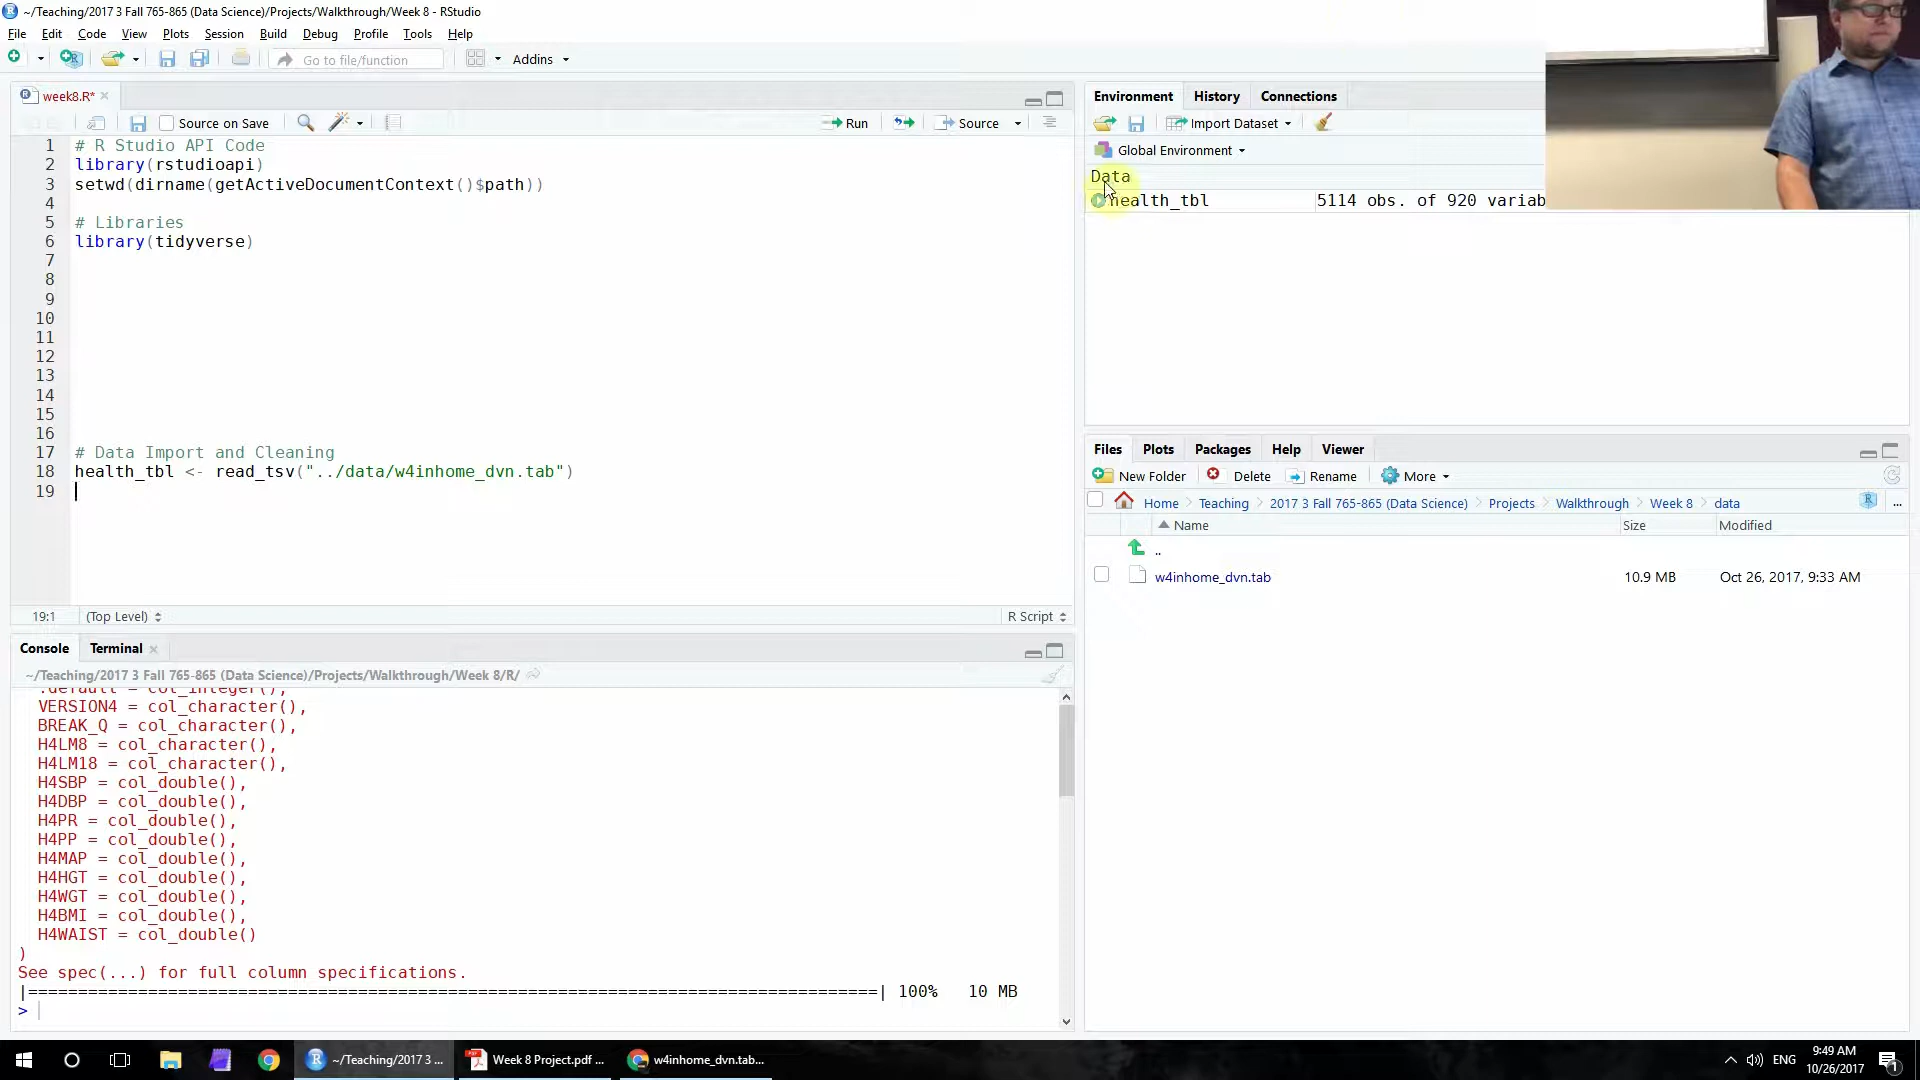 ~/Teaching/2017 3 Fall 765-865 (Data Science)/Projects/Walkthrough/Week 8 - RStudio
File Edit Code View Plots Session Build Debug Profile Tools Help
Go to file/function
Addins
week8.R*
Source on Save
Run
Source
1 # R Studio API Code
2 library(rstudioapi)
3 setwd(dirname(getActiveDocumentContext()$path))
4
5 # Libraries
6 library(tidyverse)
7
8
9
10
11
12
13
14
15
16
17 # Data Import and Cleaning
18 health_tbl <- read_tsv("../data/w4inhome_dvn.tab")
19
19:1 (Top Level) R Script
Console Terminal
~/Teaching/2017 3 Fall 765-865 (Data Science)/Projects/Walkthrough/Week 8/R/
.default = col_integer(),
VERSION4 = col_character(),
BREAK_Q = col_character(),
H4LM8 = col_character(),
H4LM18 = col_character(),
H4SBP = col_double(),
H4DBP = col_double(),
H4PR = col_double(),
H4PP = col_double(),
H4MAP = col_double(),
H4HGT = col_double(),
H4WGT = col_double(),
H4BMI = col_double(),
H4WAIST = col_double()
)
See spec(...) for full column specifications.
|=====================================================================================| 100% 10 MB
>
Environment History Connections
Import Dataset
Global Environment
Data
health_tbl 5114 obs. of 920 variab
Files Plots Packages Help Viewer
New Folder Delete Rename More
Home Teaching 2017 3 Fall 765-865 (Data Science) Projects Walkthrough Week 8 data ...
Name Size Modified
..
w4inhome_dvn.tab 10.9 MB Oct 26, 2017, 9:33 AM
~/Teaching/2017 3 ...
Week 8 Project.pdf ...
w4inhome_dvn.tab...
ENG
9:49 AM
10/26/2017
1